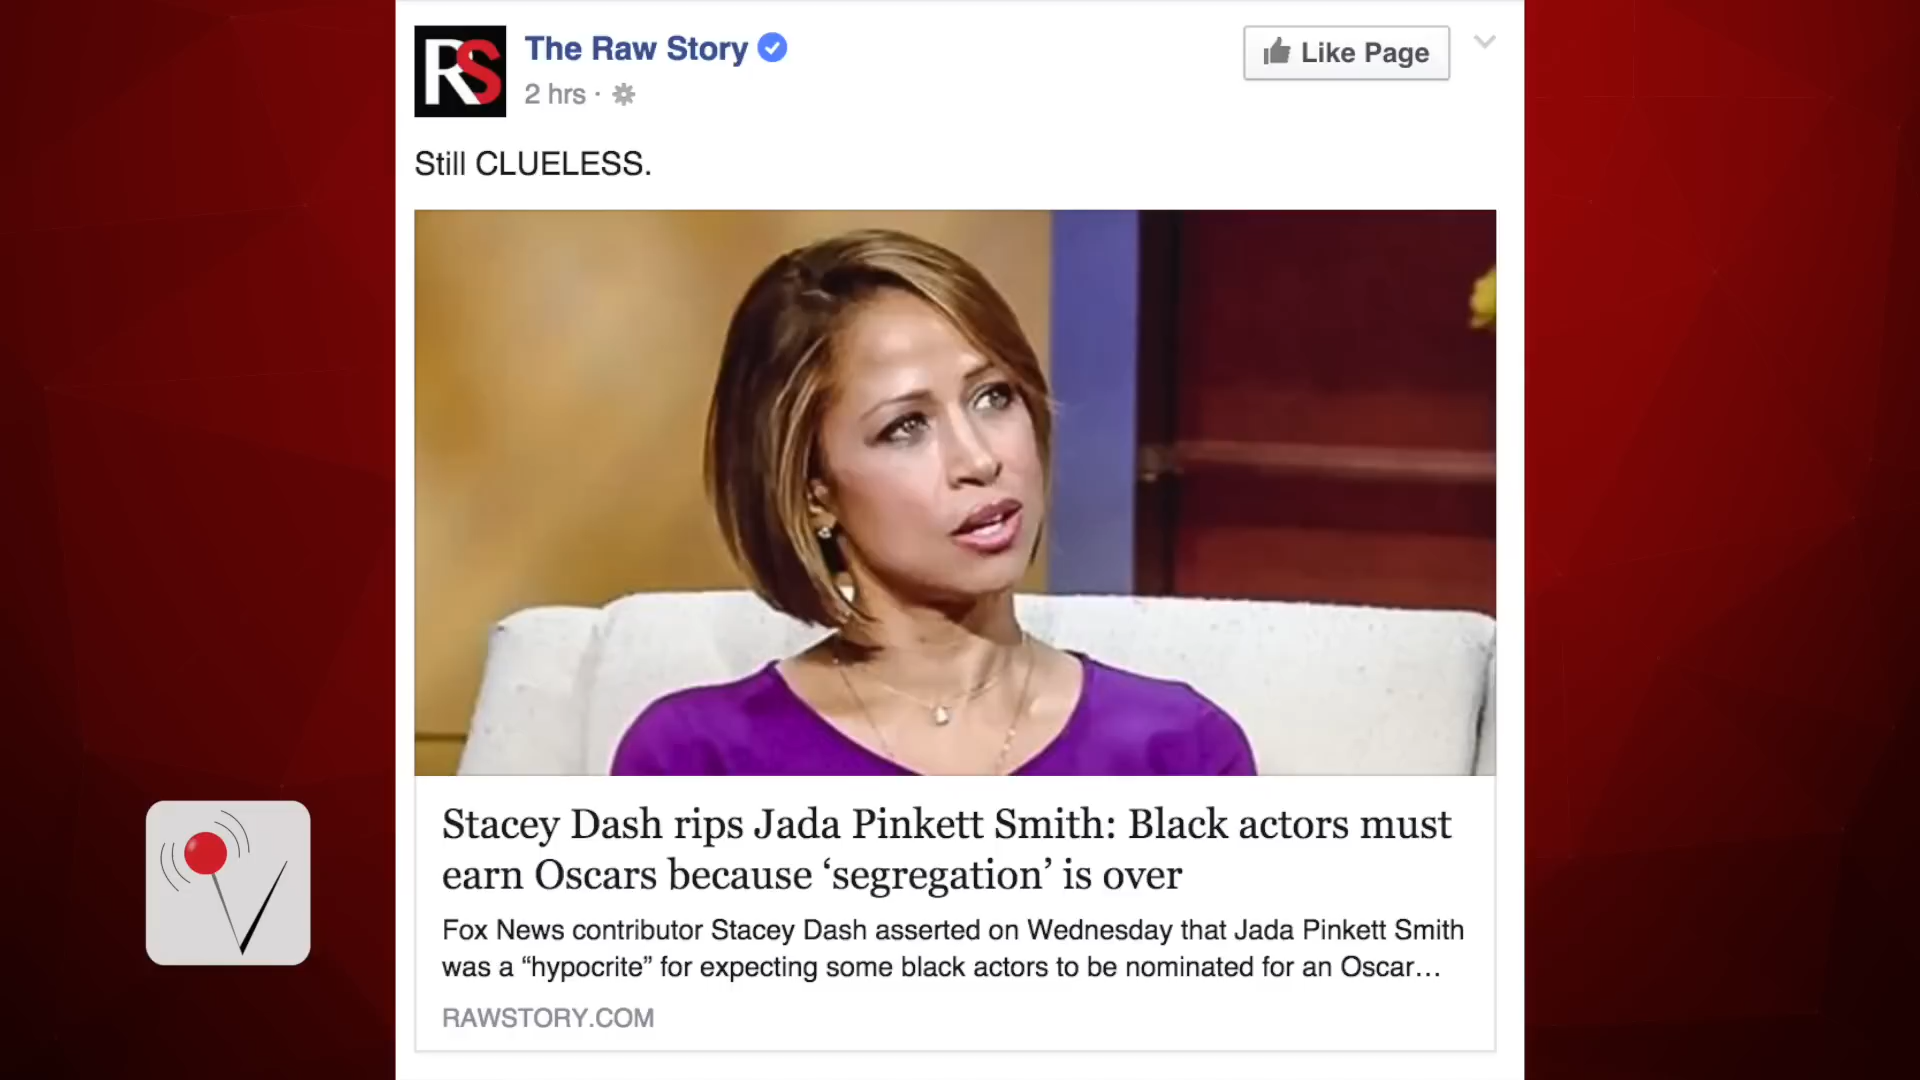 RS
The Raw Story
2 hrs ·
Like Page
Still CLUELESS.
Stacey Dash rips Jada Pinkett Smith: Black actors must
earn Oscars because ‘segregation’ is over
Fox News contributor Stacey Dash asserted on Wednesday that Jada Pinkett Smith
was a “hypocrite” for expecting some black actors to be nominated for an Oscar…
RAWSTORY.COM